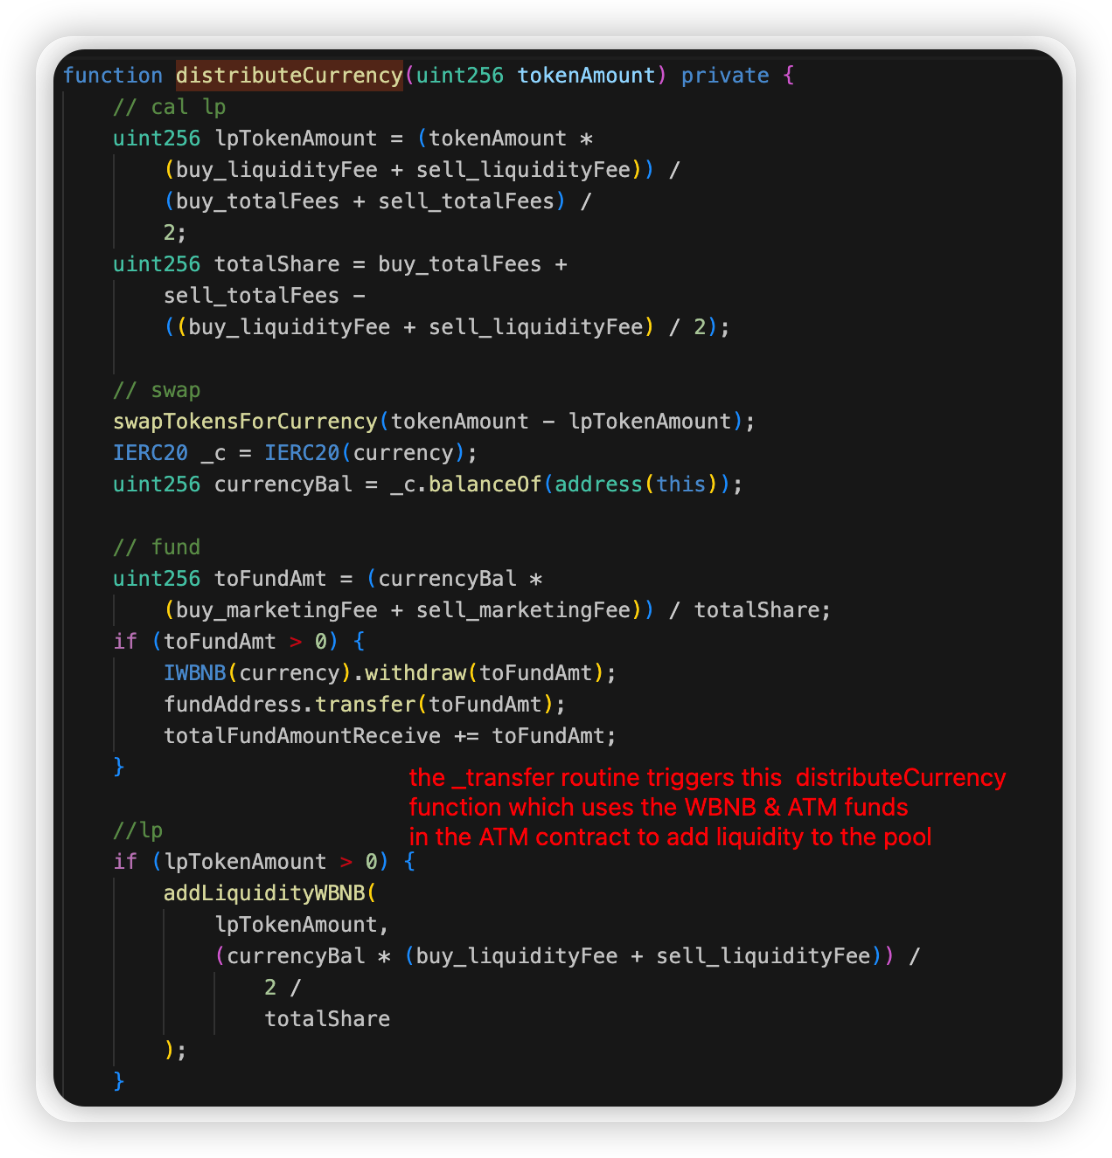 function distributeCurrency(uint256 tokenAmount) private {
// cal lp
uint256 lpTokenAmount = (tokenAmount *
(buy_liquidityFee + sell_liquidityFee)) /
(buy_totalFees + sell_totalFees) /
2;
uint256 totalShare = buy_totalFees +
sell_totalFees -
((buy_liquidityFee + sell_liquidityFee) / 2);
// swap
swapTokensForCurrency(tokenAmount - lpTokenAmount);
IERC20 _c = IERC20(currency);
uint256 currencyBal = _c.balanceOf(address(this));
// fund
uint256 toFundAmt = (currencyBal *
(buy_marketingFee + sell_marketingFee)) / totalShare;
if (toFundAmt > 0) {
IWBNB(currency).withdraw(toFundAmt);
fundAddress.transfer(toFundAmt);
totalFundAmountReceive += toFundAmt;
}
the _transfer routine triggers this distributeCurrency
function which uses the WBNB & ATM funds
in the ATM contract to add liquidity to the pool
//lp
if (lpTokenAmount > 0) {
addLiquidityWBNB(
lpTokenAmount,
(currencyBal * (buy_liquidityFee + sell_liquidityFee)) /
2 /
totalShare
);
}